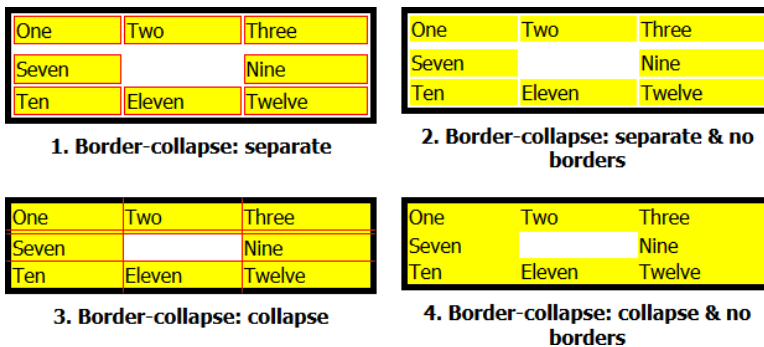 One Two Three
Seven Nine
Ten Eleven Twelve
1. Border-collapse: separate
One Two Three
Seven Nine
Ten Eleven Twelve
2. Border-collapse: separate & no
borders
One Two Three
Seven Nine
Ten Eleven Twelve
3. Border-collapse: collapse
One Two Three
Seven Nine
Ten Eleven Twelve
4. Border-collapse: collapse & no
borders